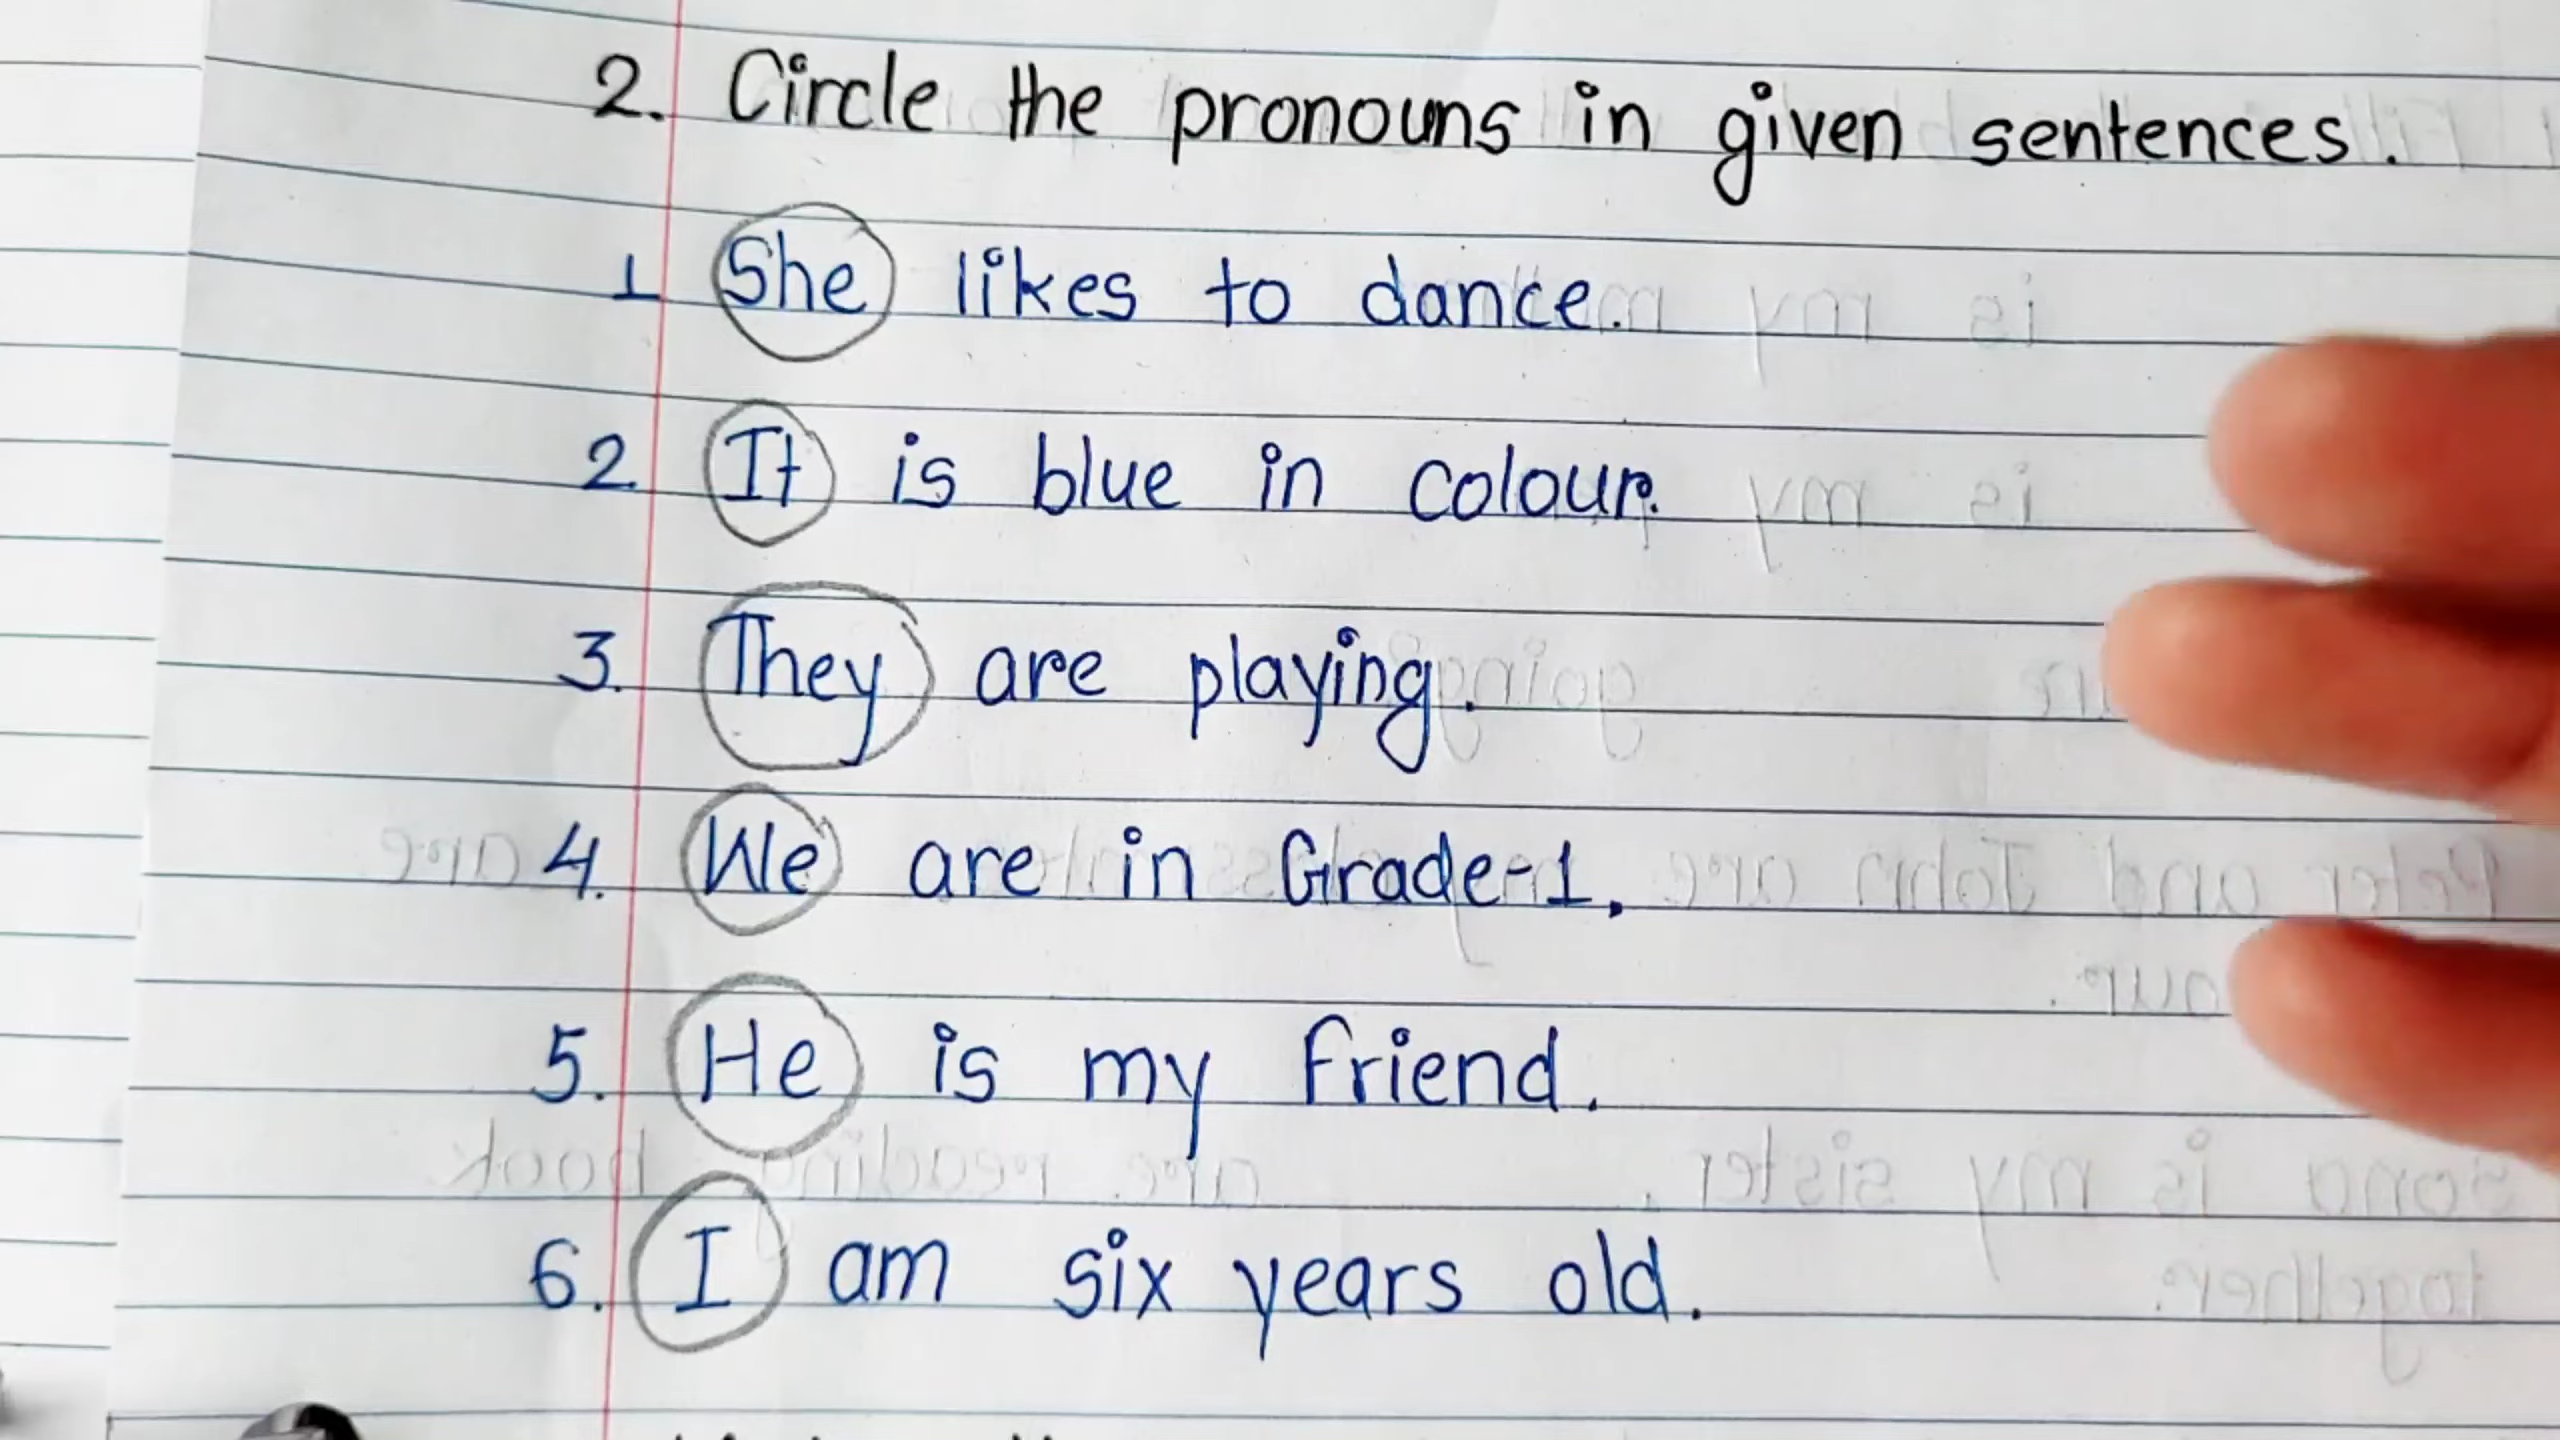 2. Circle the pronouns in given sentences.
1 She likes to dance.
2. It is blue in colour.
3. They are playing.
4. We are in Grade-1.
5. He is my friend.
6. I am six years old.